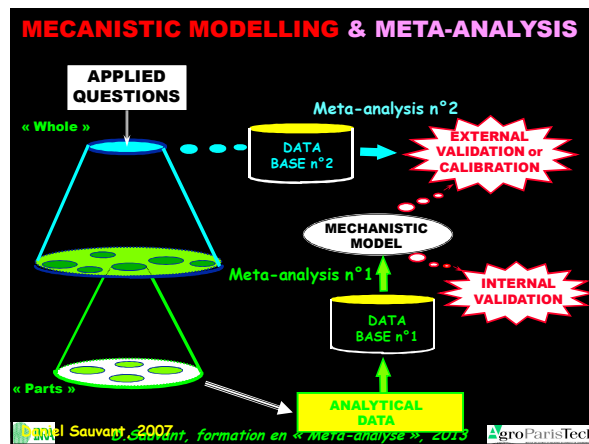 MECANISTIC MODELLING & META-ANALYSIS
APPLIED
QUESTIONS
« Whole »
Meta-analysis n°2
DATA
BASE n°2
EXTERNAL
VALIDATION or
CALIBRATION
MECHANISTIC
MODEL
Meta-analysis n°1
INTERNAL
VALIDATION
DATA
BASE n°1
« Parts »
ANALYTICAL
DATA
Daniel Sauvant, 2007
D.Sauvant, formation en « Meta-analyse », 2013
AgroParisTech